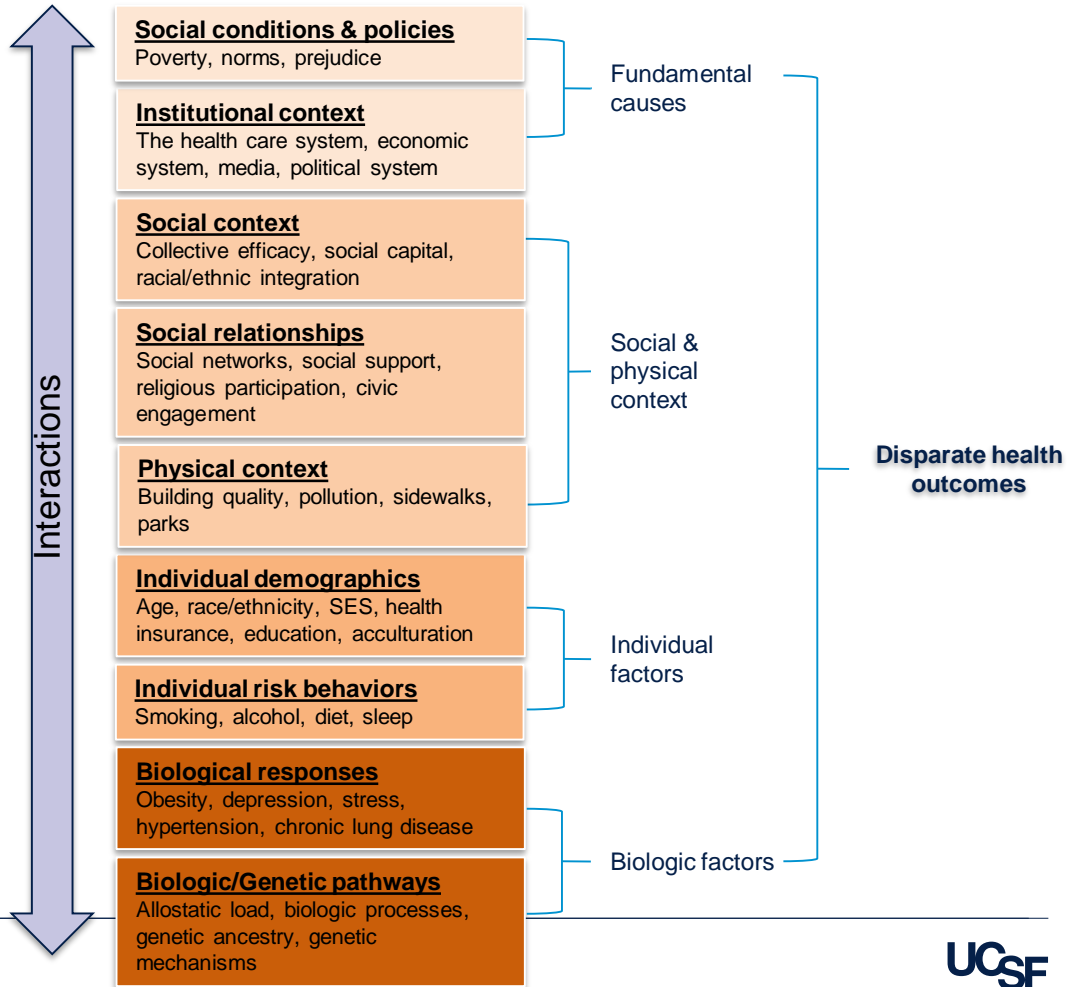 Social conditions & policies
Poverty, norms, prejudice
Institutional context
The health care system, economic
system, media, political system
Fundamental
causes
Social context
Collective efficacy, social capital,
racial/ethnic integration
Social relationships
Social networks, social support,
religious participation, civic
engagement
Physical context
Building quality, pollution, sidewalks,
parks
Social &
physical
context
Individual demographics
Age, race/ethnicity, SES, health
insurance, education, acculturation
Individual risk behaviors
Smoking, alcohol, diet, sleep
Individual
factors
Biological responses
Obesity, depression, stress,
hypertension, chronic lung disease
Biologic/Genetic pathways
Allostatic load, biologic processes,
genetic ancestry, genetic
mechanisms
Biologic factors
Disparate health
outcomes
Interactions
UCSF